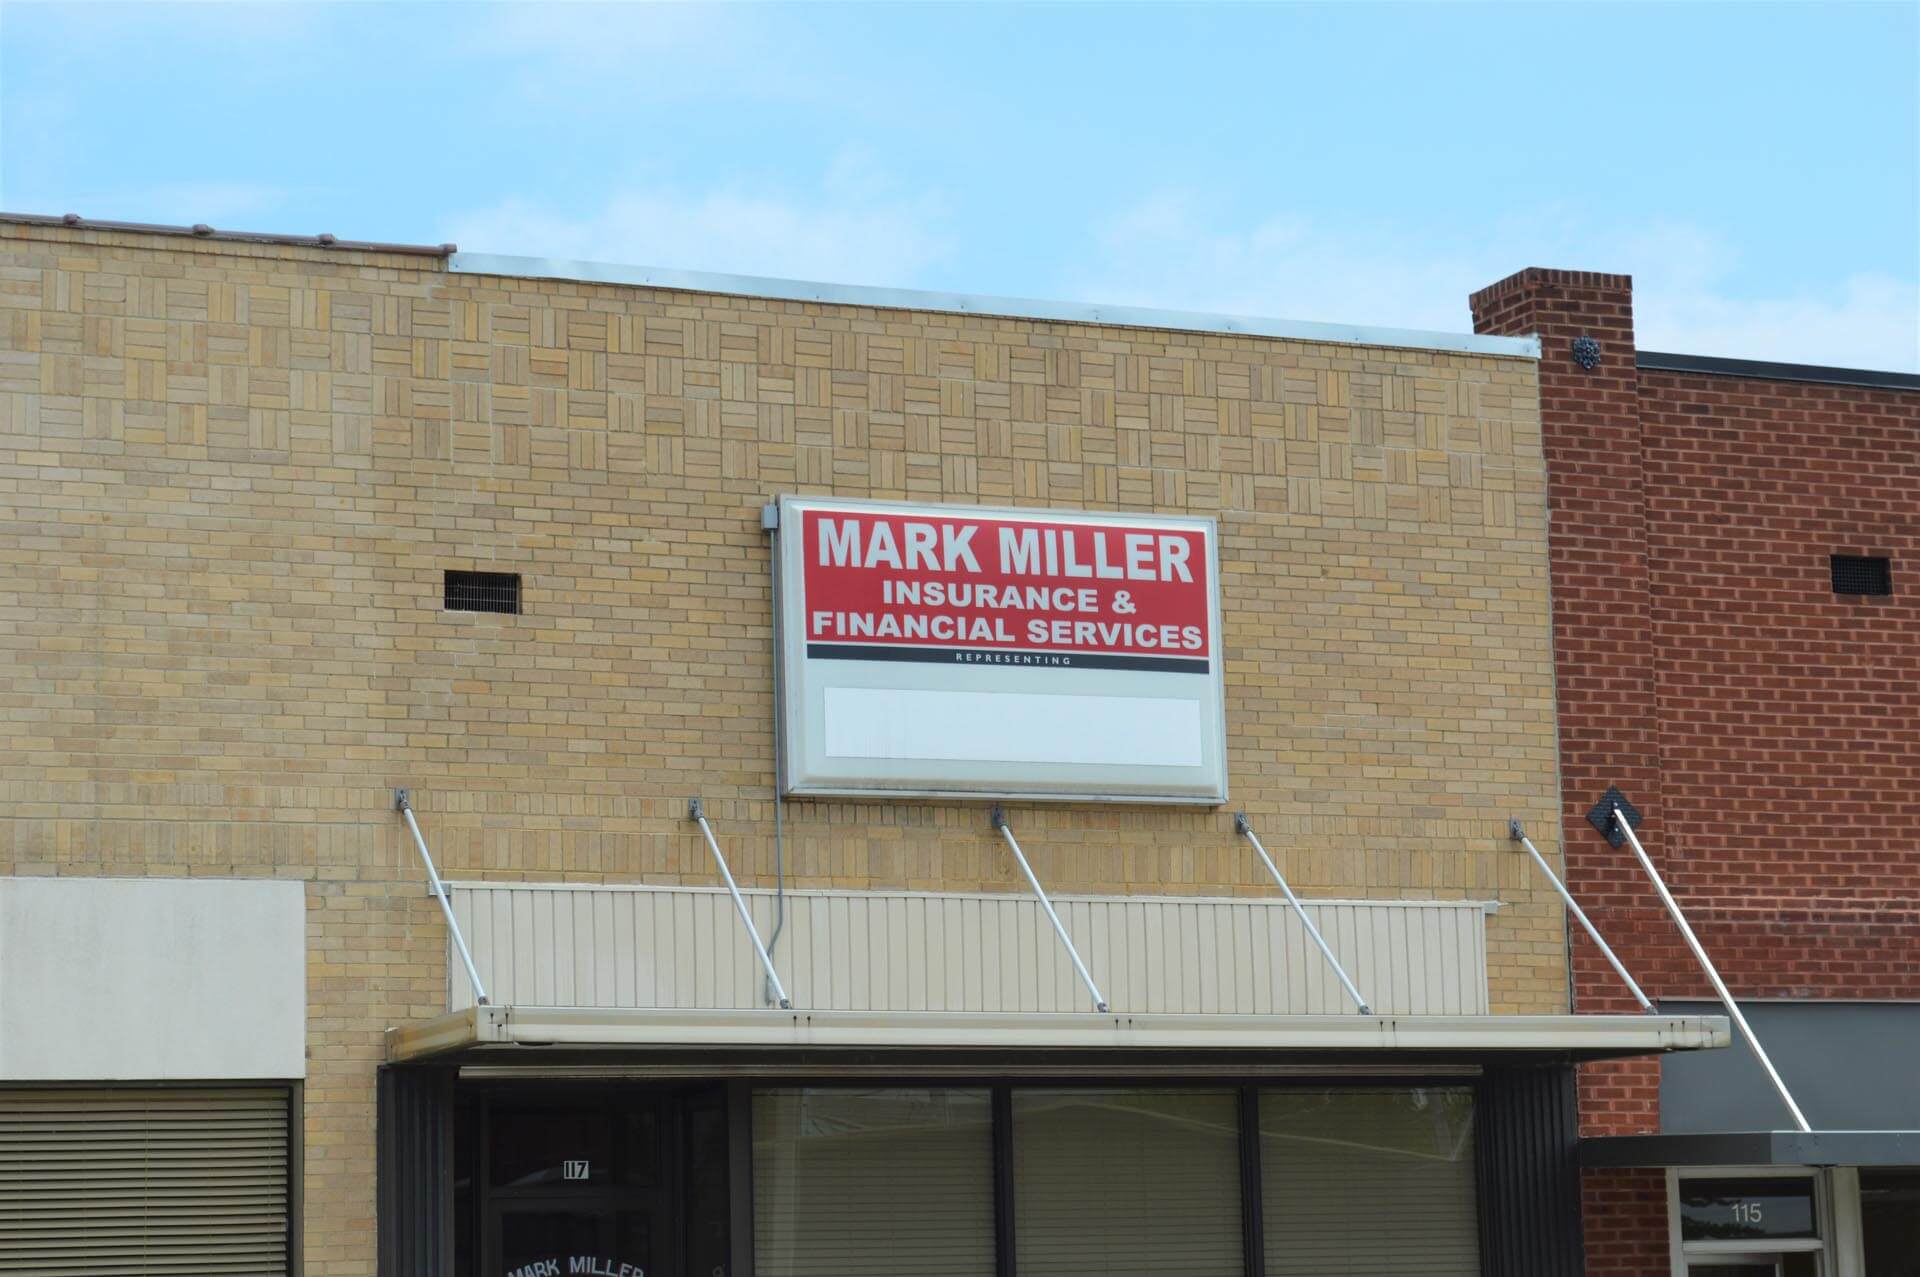 MARK MILLER
INSURANCE &
FINANCIAL SERVICES
REPRESENTING
117
MARK MILLER
115